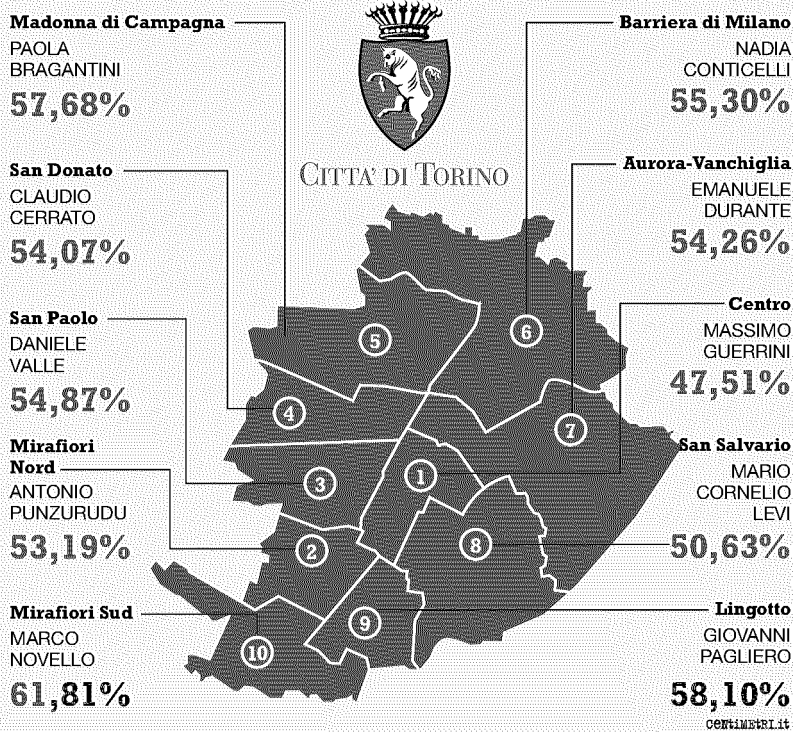 Madonna di Campagna
PAOLA
BRAGANTINI
57,68%
San Donato
CLAUDIO
CERRATO
54,07%
San Paolo
DANIELE
VALLE
54,87%
Mirafiori
Nord
ANTONIO
PUNZURUDU
53,19%
Mirafiori Sud
MARCO
NOVELLO
61,81%
CITTA' DI TORINO
5
6
4
7
3
1
2
8
9
10
Barriera di Milano
NADIA
CONTICELLI
55,30%
Aurora-Vanchiglia
EMANUELE
DURANTE
54,26%
Centro
MASSIMO
GUERRINI
47,51%
San Salvario
MARIO
CORNELIO
LEVI
50,63%
Lingotto
GIOVANNI
PAGLIERO
58,10%
CENTIMETRI.it